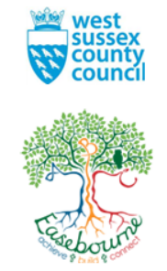 west
sussex
county
council
Easebourne
achieve build connect